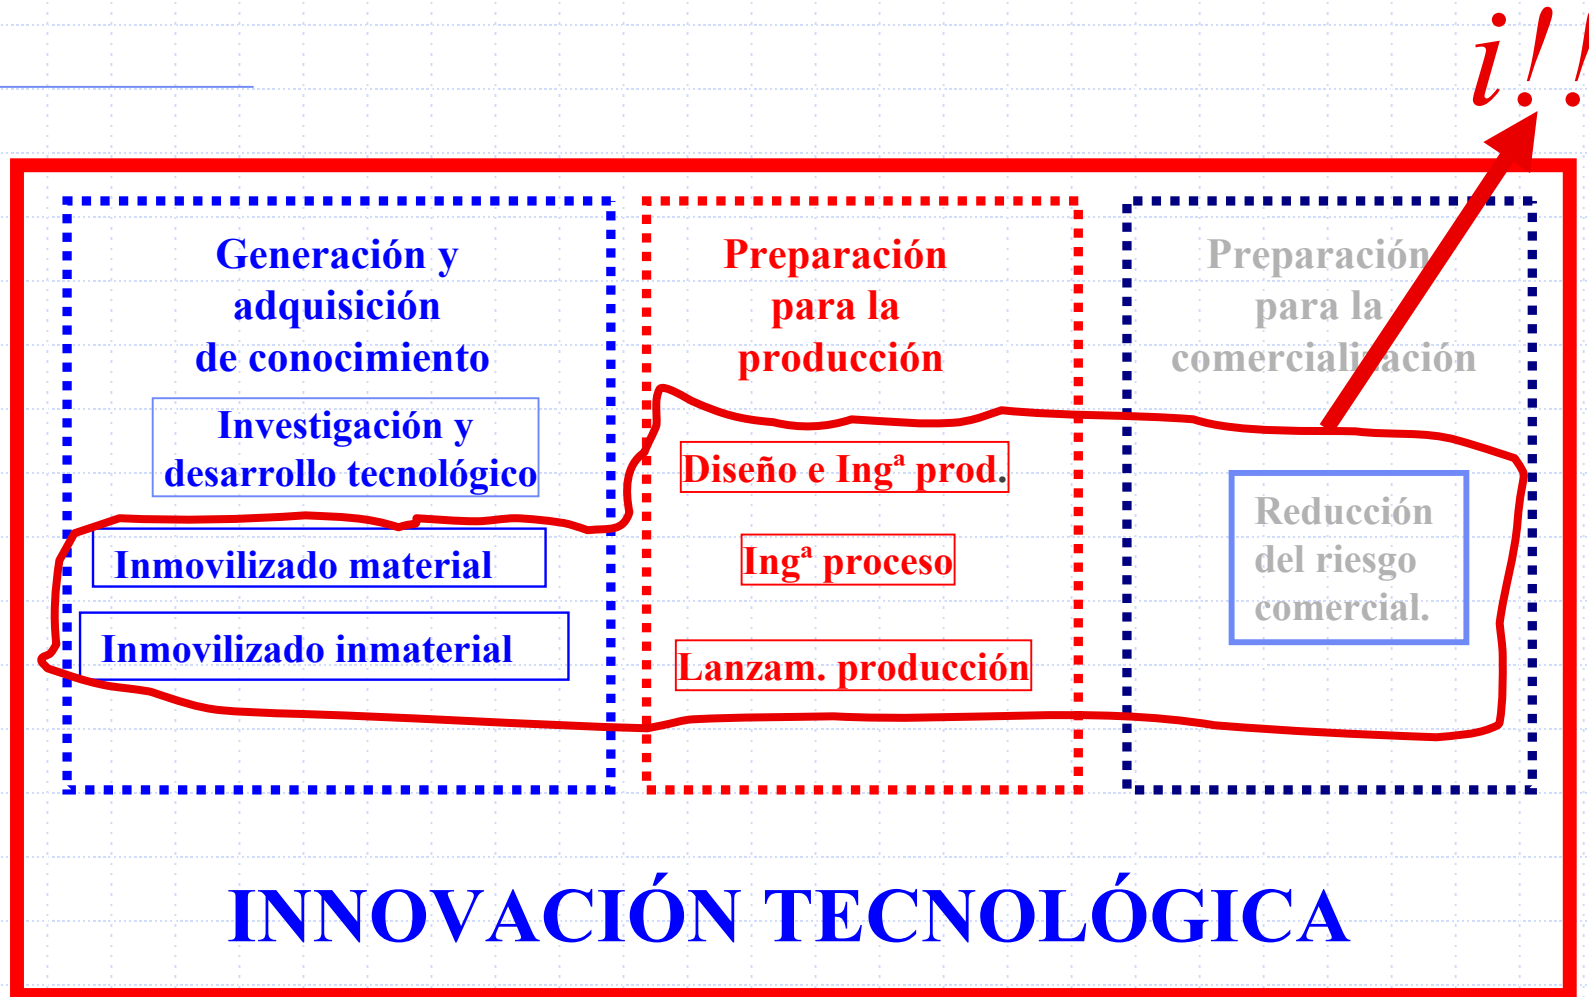 i!!
Generación y
adquisición
de conocimiento
Investigación y
desarrollo tecnológico
Inmovilizado material
Inmovilizado inmaterial
Preparación
para la
producción
Diseño e Ingª prod.
Ingª proceso
Lanzam. producción
Preparación
para la
comercialización
Reducción
del riesgo
comercial.
INNOVACIÓN TECNOLÓGICA